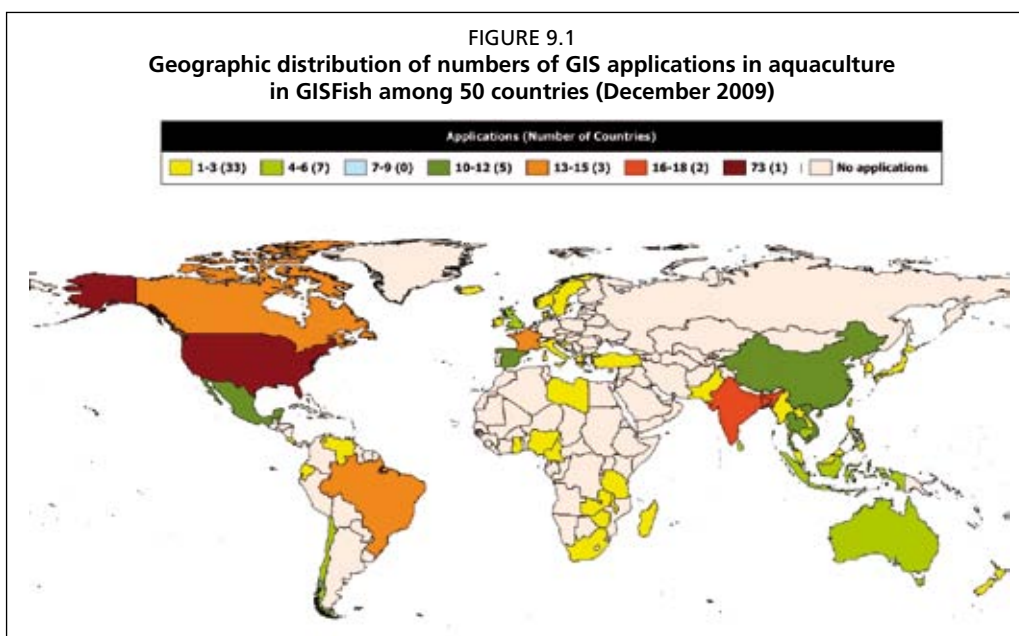 FIGURE 9.1
Geographic distribution of numbers of GIS applications in aquaculture
in GISFish among 50 countries (December 2009)
Applications (Number of Countries)
1-3 (33) 4-6 (7) 7-9 (0) 10-12 (5) 13-15 (3) 16-18 (2) 73 (1) No applications